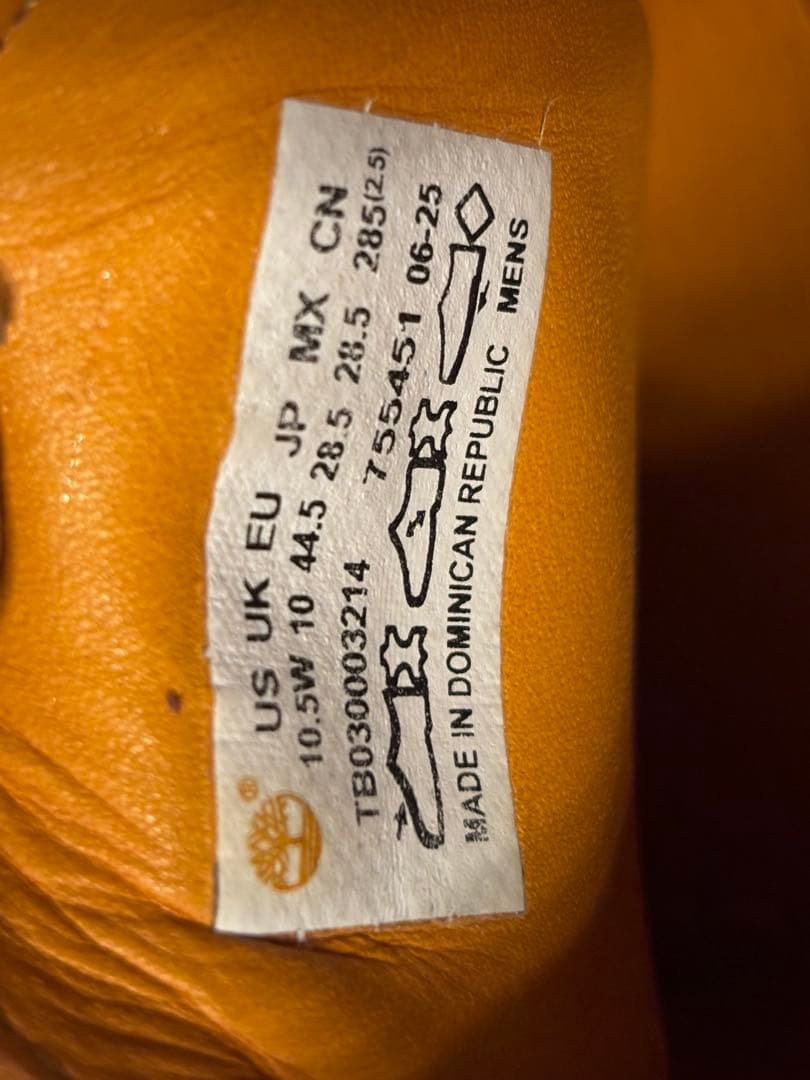 US UK EU JP MX CN
10.5W 10 44.5 28.5 28.5 285(2.5)
TB0300003214 755451 06-25
MADE IN DOMINICAN REPUBLIC MENS
®